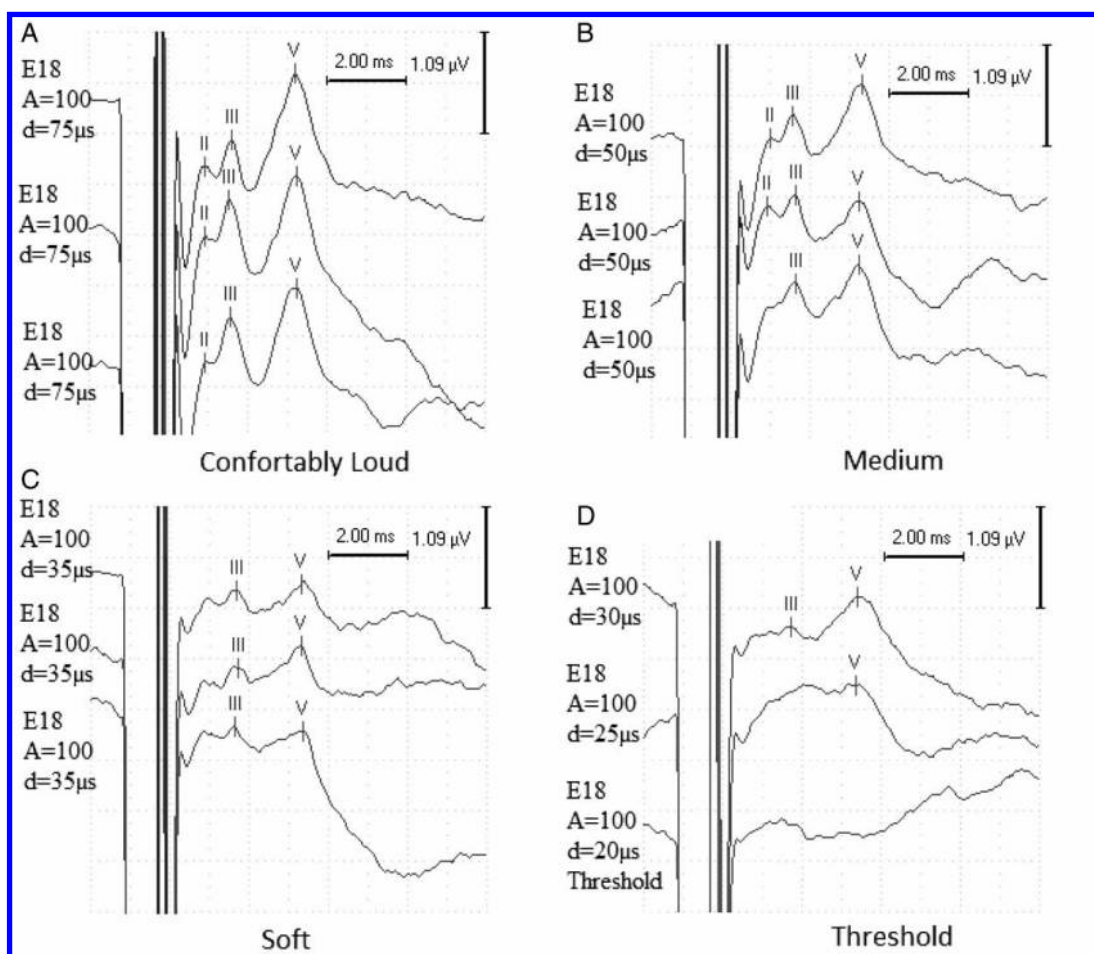 A
E18
A=100
d=75µs
E18
A=100
d=75µs
E18
A=100
d=75µs
II
III
V
II
III
V
II
III
V
2.00 ms
1.09 µV
Confortably Loud
B
E18
A=100
d=50µs
E18
A=100
d=50µs
E18
A=100
d=50µs
II
III
V
II
III
V
III
V
2.00 ms
1.09 µV
Medium
C
E18
A=100
d=35µs
E18
A=100
d=35µs
E18
A=100
d=35µs
III
V
III
V
III
V
2.00 ms
1.09 µV
Soft
D
E18
A=100
d=30µs
E18
A=100
d=25µs
E18
A=100
d=20µs
Threshold
III
V
V
2.00 ms
1.09 µV
Threshold